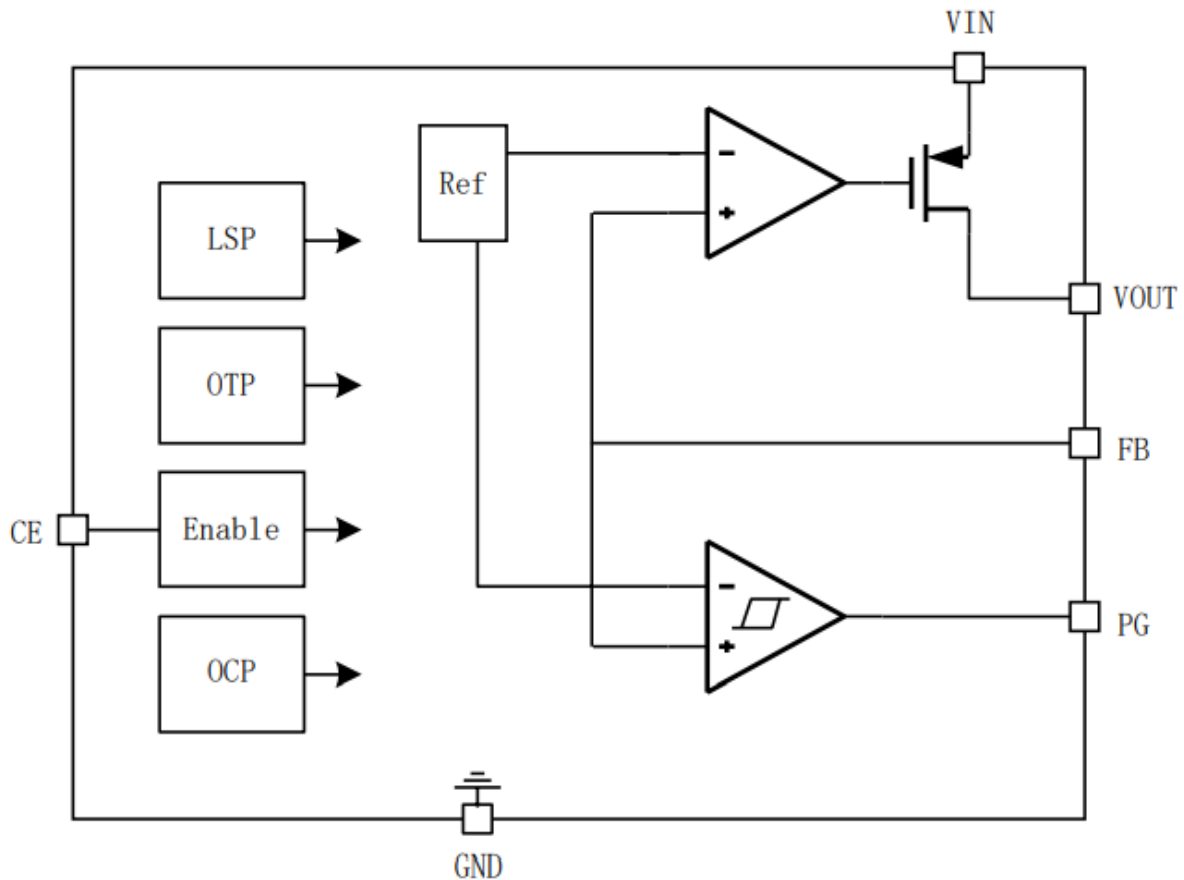 VIN
Ref
LSP
VOUT
OTP
FB
CE
Enable
PG
OCP
GND